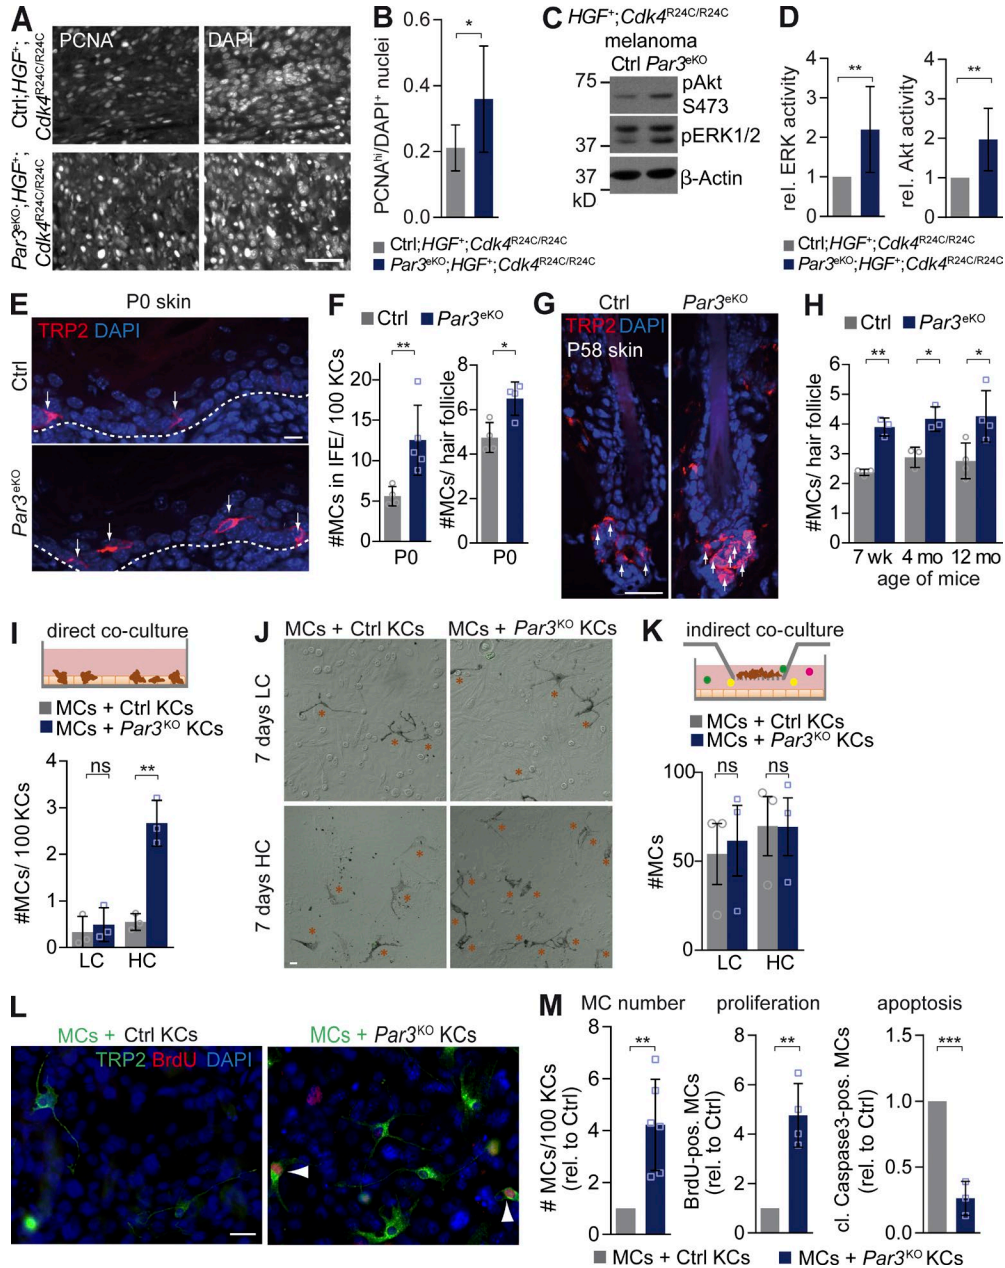 A
PCNA
DAPI
Ctrl;HGF⁺;
Cdk4ᴿ²⁴ᶜ/ᴿ²⁴ᶜ
Par3ᵉᴷᴼ;HGF⁺;
Cdk4ᴿ²⁴ᶜ/ᴿ²⁴ᶜ
B
PCNAʰⁱ/DAPI⁺ nuclei
0.6
0.4
0.2
0.0
*
Ctrl;HGF⁺;Cdk4ᴿ²⁴ᶜ/ᴿ²⁴ᶜ
Par3ᵉᴷᴼ;HGF⁺;Cdk4ᴿ²⁴ᶜ/ᴿ²⁴ᶜ
C
HGF⁺;Cdk4ᴿ²⁴ᶜ/ᴿ²⁴ᶜ
melanoma
Ctrl Par3ᵉᴷᴼ
75
pAkt
S473
37
pERK1/2
37
β-Actin
kD
D
rel. ERK activity
4
3
2
1
0
**
rel. Akt activity
4
3
2
1
0
**
Ctrl;HGF⁺;Cdk4ᴿ²⁴ᶜ/ᴿ²⁴ᶜ
Par3ᵉᴷᴼ;HGF⁺;Cdk4ᴿ²⁴ᶜ/ᴿ²⁴ᶜ
E
P0 skin
TRP2 DAPI
Ctrl
Par3ᵉᴷᴼ
F
Ctrl
Par3ᵉᴷᴼ
#MCs in IFE/ 100 KCs
20
15
10
5
0
**
P0
#MCs/ hair follicle
8
6
4
2
0
*
P0
G
Ctrl
Par3ᵉᴷᴼ
TRP2 DAPI
P58 skin
H
Ctrl
Par3ᵉᴷᴼ
#MCs/ hair follicle
6
5
4
3
2
1
0
**
*
*
7 wk
4 mo
12 mo
age of mice
I
direct co-culture
MCs + Ctrl KCs
MCs + Par3ᴷᴼ KCs
#MCs/ 100 KCs
4
3
2
1
0
ns
**
LC
HC
J
MCs + Ctrl KCs
MCs + Par3ᴷᴼ KCs
7 days LC
7 days HC
K
indirect co-culture
MCs + Ctrl KCs
MCs + Par3ᴷᴼ KCs
#MCs
100
50
0
ns
ns
LC
HC
L
MCs + Ctrl KCs
MCs + Par3ᴷᴼ KCs
TRP2 BrdU DAPI
M
MC number
# MCs/100 KCs
(rel. to Ctrl)
8
6
4
2
0
**
proliferation
BrdU-pos. MCs
(rel. to Ctrl)
8
6
4
2
0
**
apoptosis
cl. Caspase3-pos. MCs
(rel. to Ctrl)
1.5
1.0
0.5
0.0
***
MCs + Ctrl KCs
MCs + Par3ᴷᴼ KCs